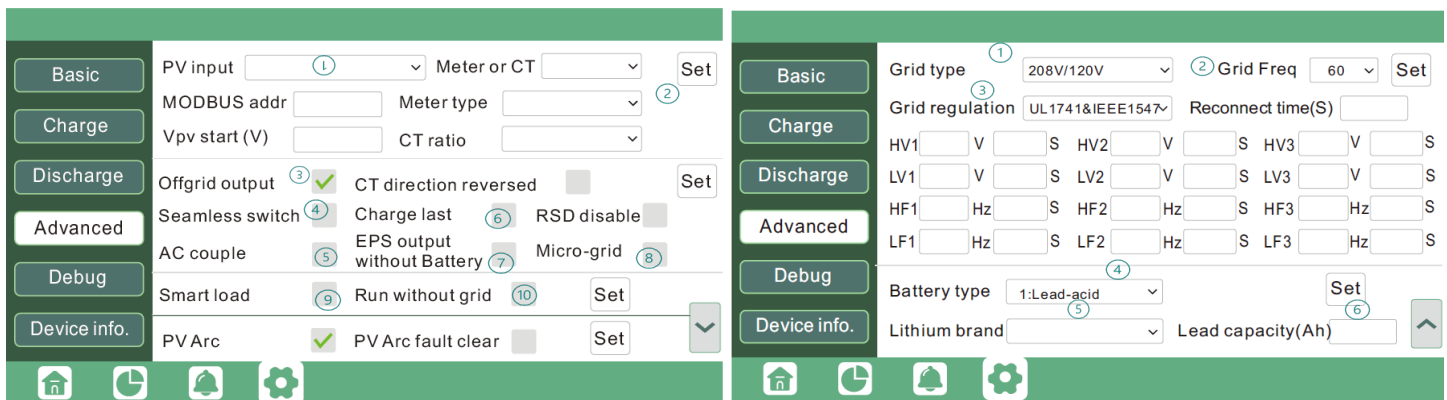 Basic
Charge
Discharge
Advanced
Debug
Device info.
PV input 1 Meter or CT Set
2
MODBUS addr Meter type
Vpv start (V) CT ratio
Offgrid output 3 CT direction reversed Set
Seamless switch 4 Charge last 6 RSD disable
AC couple 5 EPS output
without Battery 7 Micro-grid 8
Smart load 9 Run without grid 10 Set
PV Arc PV Arc fault clear Set
Basic
Charge
Discharge
Advanced
Debug
Device info.
1
Grid type 208V/120V 2 Grid Freq 60 Set
3
Grid regulation UL1741&IEEE1547 Reconnect time(S)
HV1 V S HV2 V S HV3 V S
LV1 V S LV2 V S LV3 V S
HF1 Hz S HF2 Hz S HF3 Hz S
LF1 Hz S LF2 Hz S LF3 Hz S
4
Battery type 1:Lead-acid Set
5 6
Lithium brand Lead capacity(Ah)